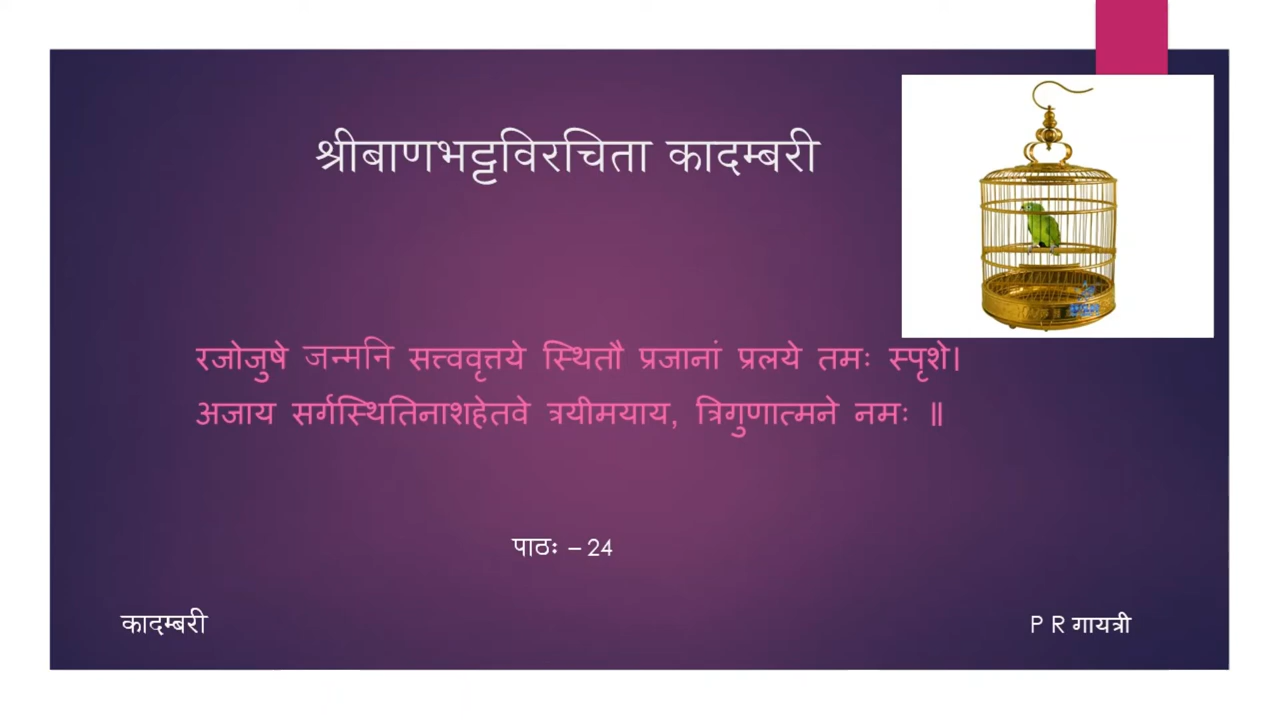 श्रीबाणभट्टविरचिता कादम्बरी
रजोजुषे जन्मनि सत्त्ववृत्तये स्थितौ प्रजानां प्रलये तमः स्पृशे।
अजाय सर्गस्थितिनाशहेतवे त्रयीमयाय, त्रिगुणात्मने नमः ॥
पाठः – 24
कादम्बरी
P R गायत्री